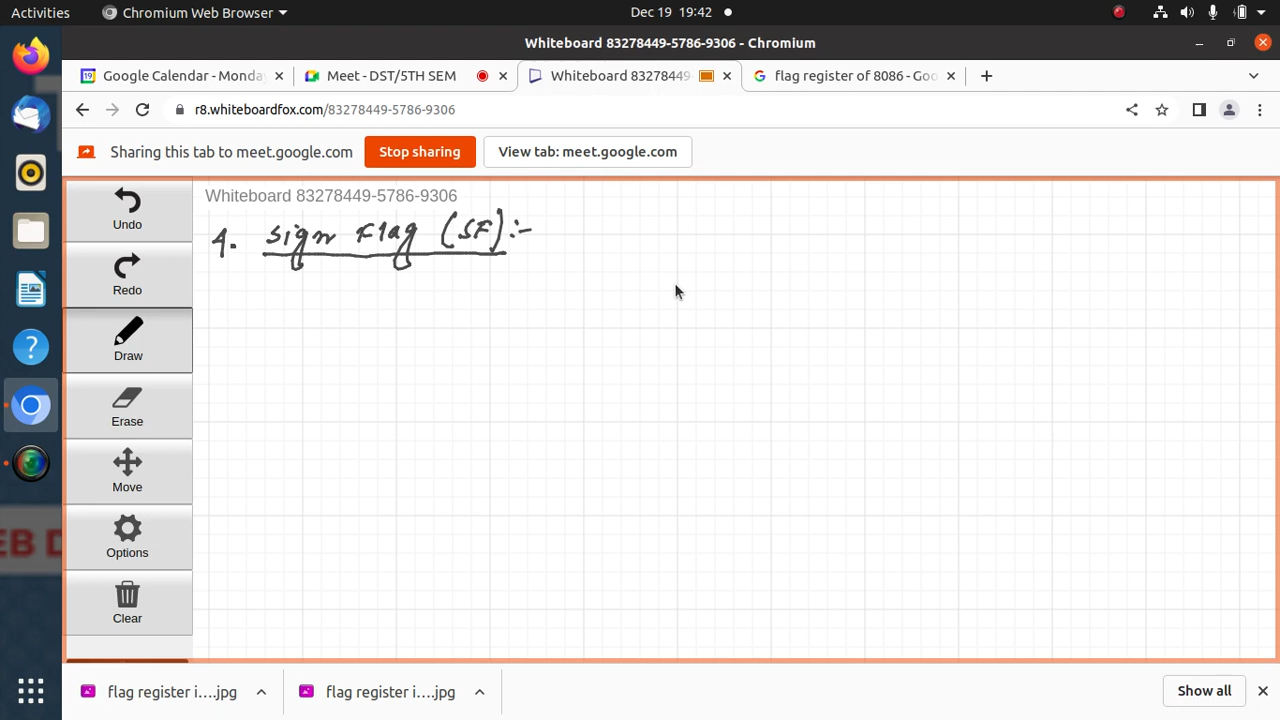 Activities Chromium Web Browser Dec 19 19:42
Whiteboard 83278449-5786-9306 - Chromium
Google Calendar - Monda Meet - DST/5TH SEM Whiteboard 83278449- flag register of 8086 - Goo
r8.whiteboardfox.com/83278449-5786-9306
Sharing this tab to meet.google.com Stop sharing View tab: meet.google.com
Whiteboard 83278449-5786-9306
4. Sign Flag (SF):-
Undo
Redo
Draw
Erase
Move
Options
EB D
Clear
flag register i....jpg flag register i....jpg Show all